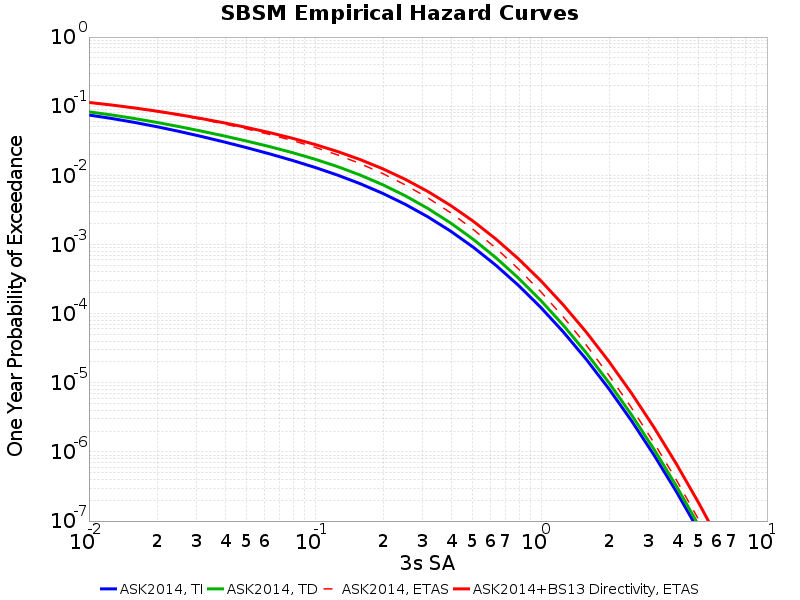 SBSM Empirical Hazard Curves
One Year Probability of Exceedance
10^0
10^-1
10^-2
10^-3
10^-4
10^-5
10^-6
10^-7
10^-2 2 3 4 5 6 10^-1 2 3 4 5 6 7 10^0 2 3 4 5 6 7 10^1
3s SA
ASK2014, TI ASK2014, TD ASK2014, ETAS ASK2014+BS13 Directivity, ETAS